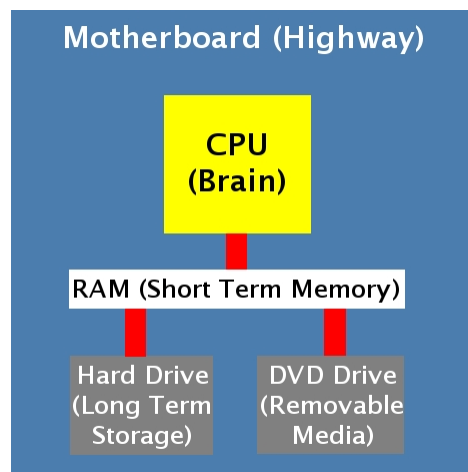 Motherboard (Highway)
CPU
(Brain)
RAM (Short Term Memory)
Hard Drive
(Long Term
Storage)
DVD Drive
(Removable
Media)